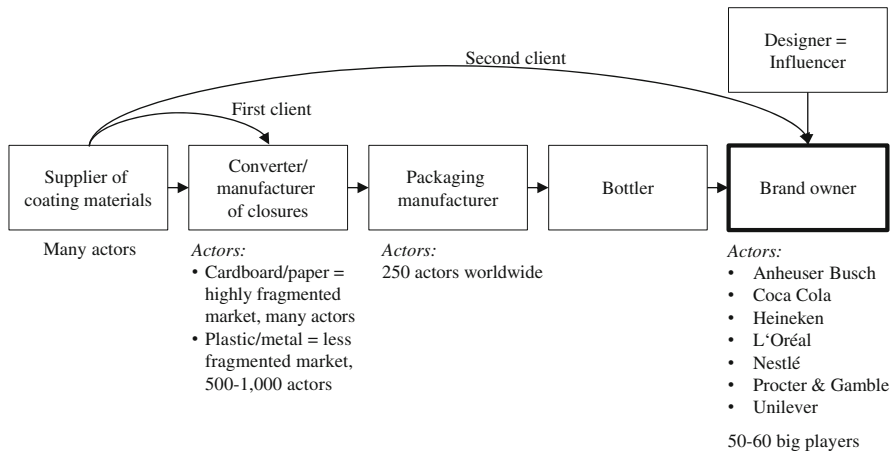 Designer =
Influencer
Second client
First client
Supplier of
coating materials
Converter/
manufacturer
of closures
Packaging
manufacturer
Bottler
Brand owner
Many actors
Actors:
• Cardboard/paper =
highly fragmented
market, many actors
• Plastic/metal = less
fragmented market,
500-1,000 actors
Actors:
250 actors worldwide
Actors:
• Anheuser Busch
• Coca Cola
• Heineken
• L‘Oréal
• Nestlé
• Procter & Gamble
• Unilever
50-60 big players